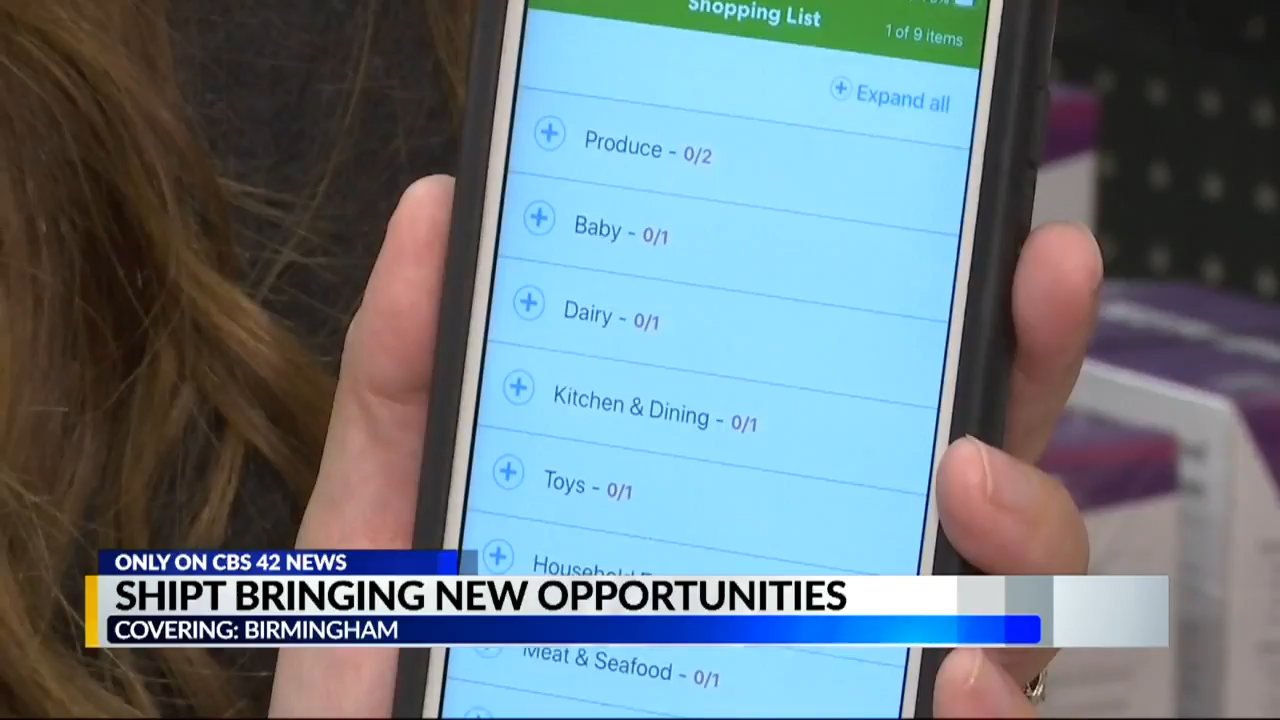 Shopping List
1 of 9 items
Expand all
Produce - 0/2
Baby - 0/1
Dairy - 0/1
Kitchen & Dining - 0/1
Toys - 0/1
Household
Meat & Seafood - 0/1
ONLY ON CBS 42 NEWS
SHIPT BRINGING NEW OPPORTUNITIES
COVERING: BIRMINGHAM